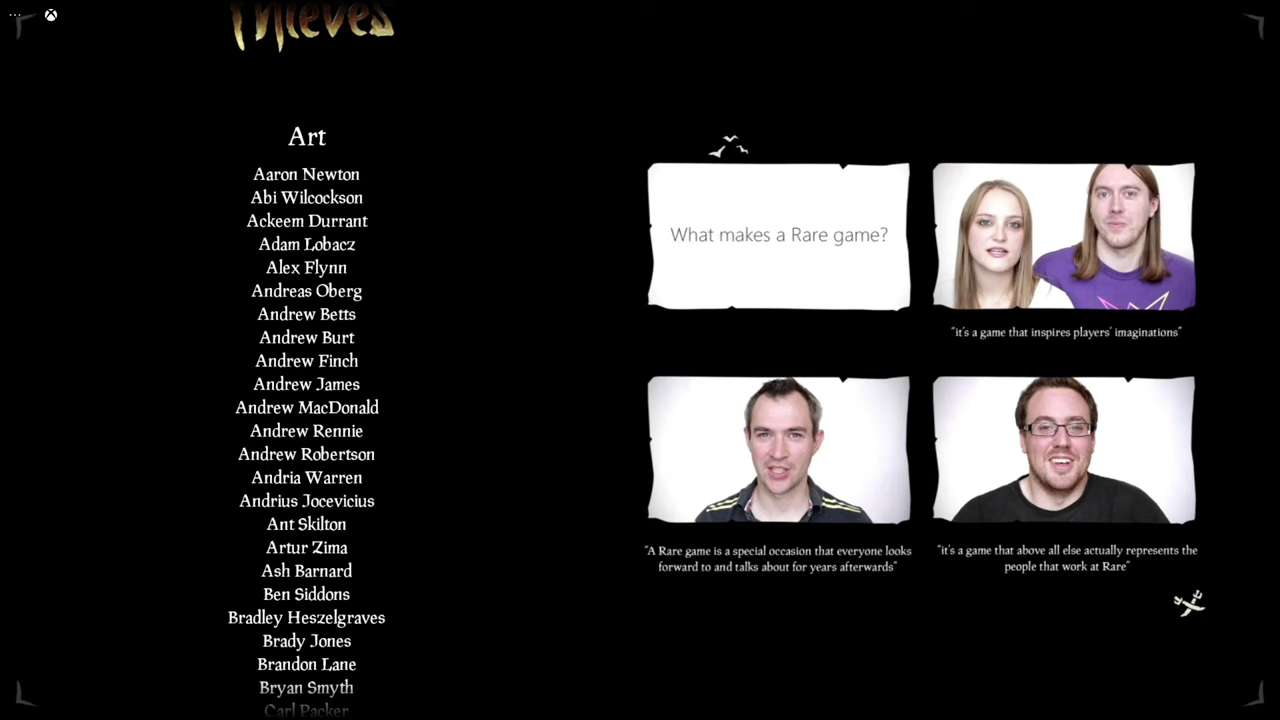 Thieves
Art
Aaron Newton
Abi Wilcockson
Ackeem Durrant
Adam Lobacz
Alex Flynn
Andreas Oberg
Andrew Betts
Andrew Burt
Andrew Finch
Andrew James
Andrew MacDonald
Andrew Rennie
Andrew Robertson
Andria Warren
Andrius Jocevicius
Ant Skilton
Artur Zima
Ash Barnard
Ben Siddons
Bradley Heszelgraves
Brady Jones
Brandon Lane
Bryan Smyth
Carl Packer
What makes a Rare game?
"it's a game that inspires players' imaginations"
"A Rare game is a special occasion that everyone looks
forward to and talks about for years afterwards"
"it's a game that above all else actually represents the
people that work at Rare"